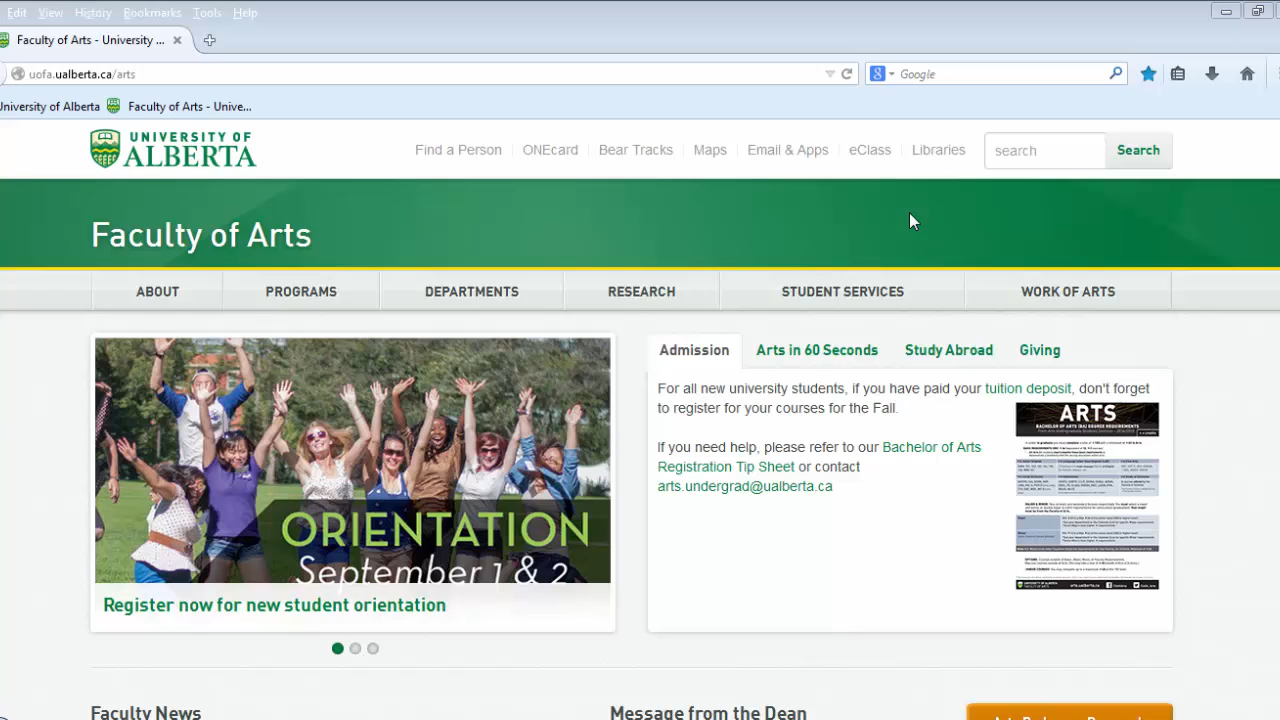 Edit View History Bookmarks Tools Help
Faculty of Arts - University ...
uofa.ualberta.ca/arts
Google
University of Alberta Faculty of Arts - Unive...
UNIVERSITY OF
ALBERTA
Find a Person ONEcard Bear Tracks Maps Email & Apps eClass Libraries search Search
Faculty of Arts
ABOUT PROGRAMS DEPARTMENTS RESEARCH STUDENT SERVICES WORK OF ARTS
Admission Arts in 60 Seconds Study Abroad Giving
For all new university students, if you have paid your tuition deposit, don't forget
to register for your courses for the Fall.
If you need help, please refer to our Bachelor of Arts
Registration Tip Sheet or contact
arts.undergrad@ualberta.ca
ARTS
BACHELOR OF ARTS (BA) DEGREE REQUIREMENTS
ORIENTATION
September 1 &
Register now for new student orientation
Faculty News
Message from the Dean